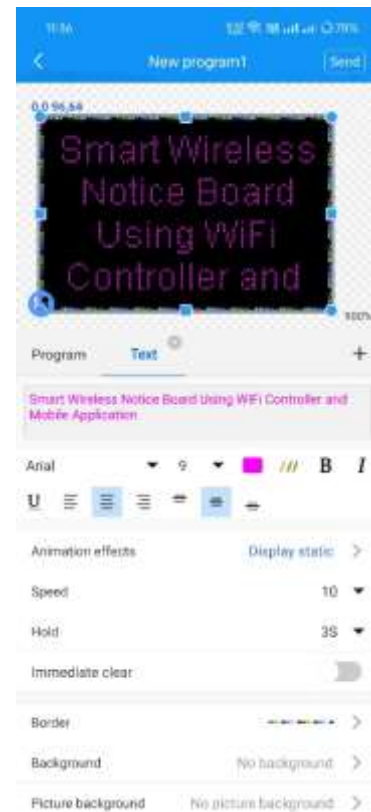 11:56
New program1
Send
0,0 96,64
Smart Wireless
Notice Board
Using WiFi
Controller and
100%
Program Text +
Smart Wireless Notice Board Using WiFi Controller and
Mobile Application
Arial 9 B I
U
Animation effects Display static
Speed 10
Hold 3S
Immediate clear
Border
Background No background
Picture background No picture background